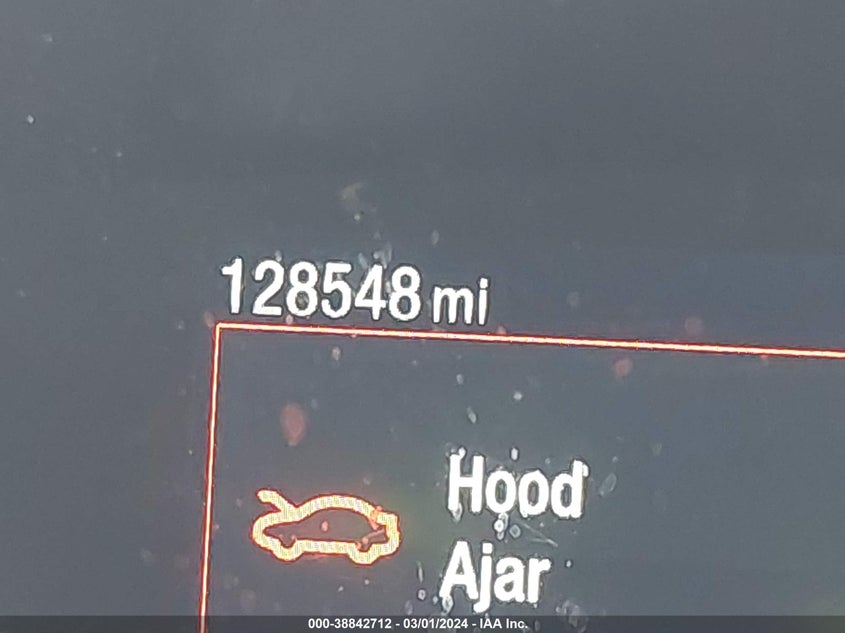 128548 mi
Hood
Ajar
000-38842712 - 03/01/2024 - IAA Inc.